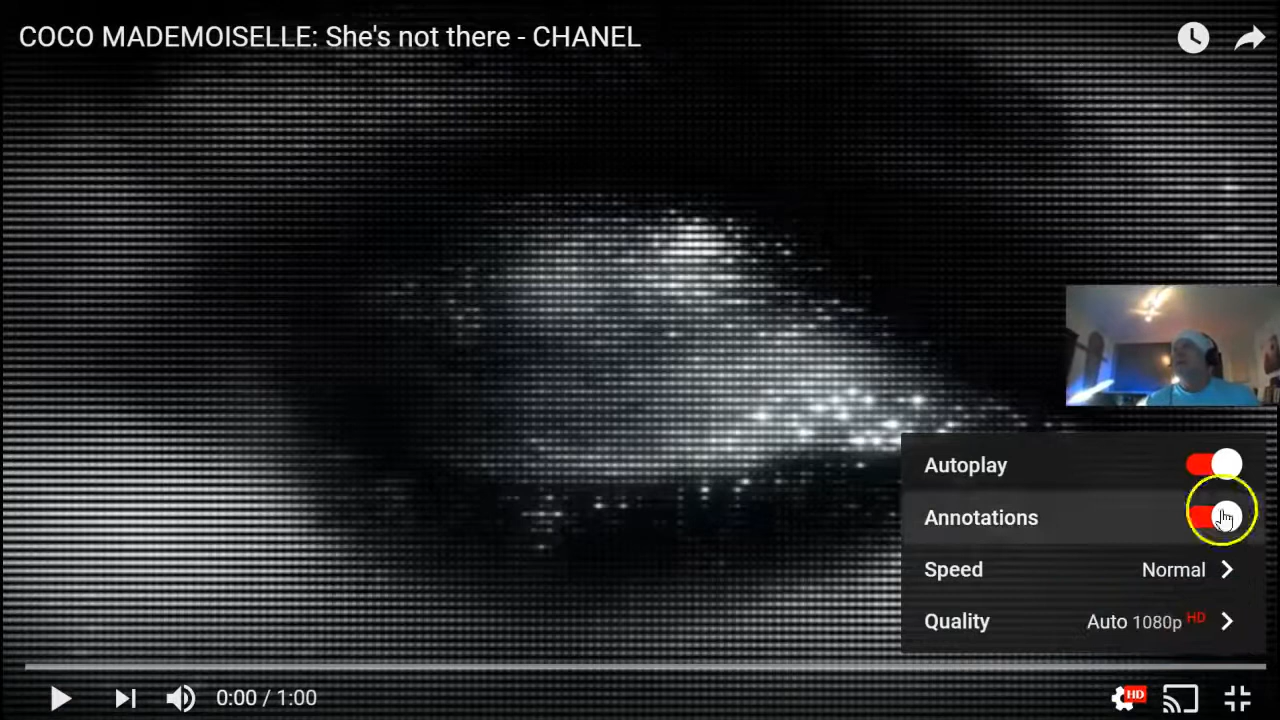 COCO MADEMOISELLE: She's not there - CHANEL
Autoplay
Annotations
Speed Normal
Quality Auto 1080p HD
0:00 / 1:00 HD